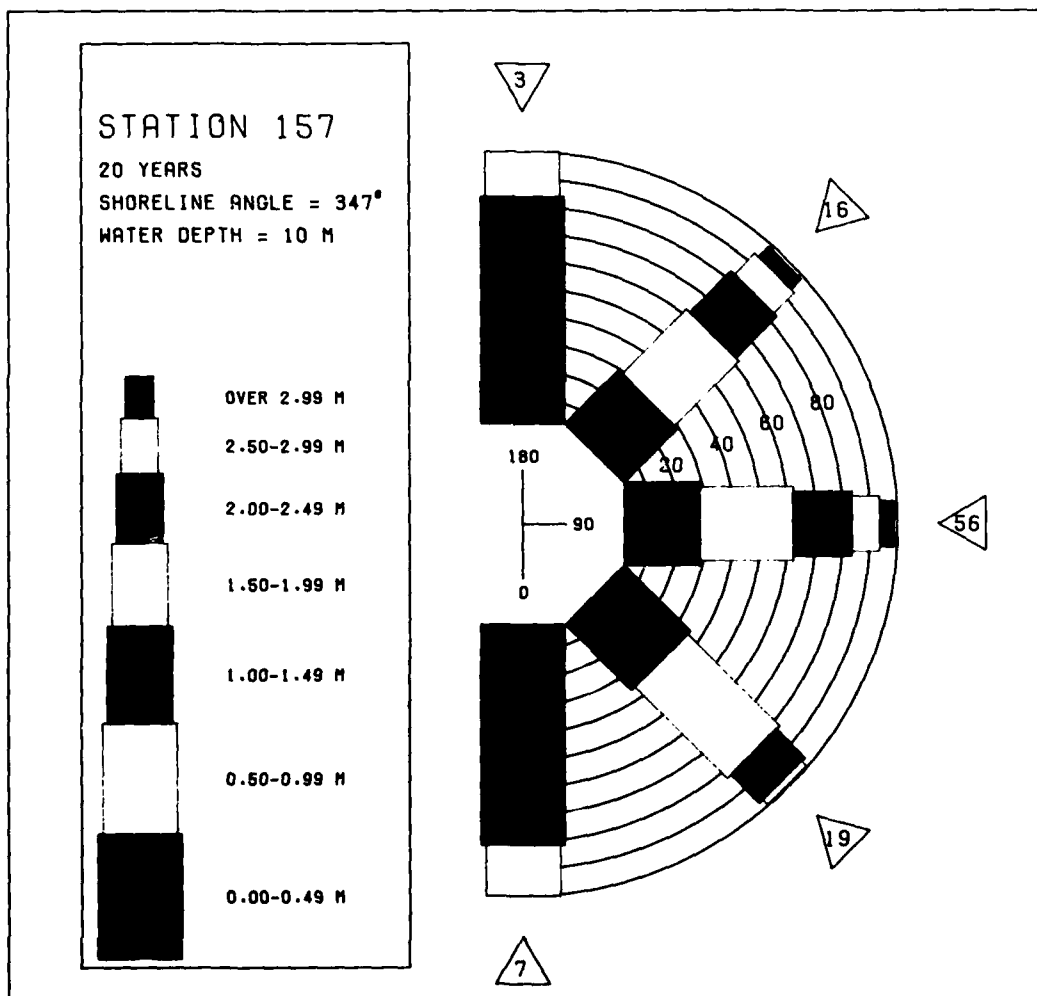 STATION 157
20 YEARS
SHORELINE ANGLE = 347°
WATER DEPTH = 10 M
OVER 2.99 M
2.50-2.99 M
2.00-2.49 M
1.50-1.99 M
1.00-1.49 M
0.50-0.99 M
0.00-0.49 M
3
16
80
60
40
20
180
90
0
56
19
7